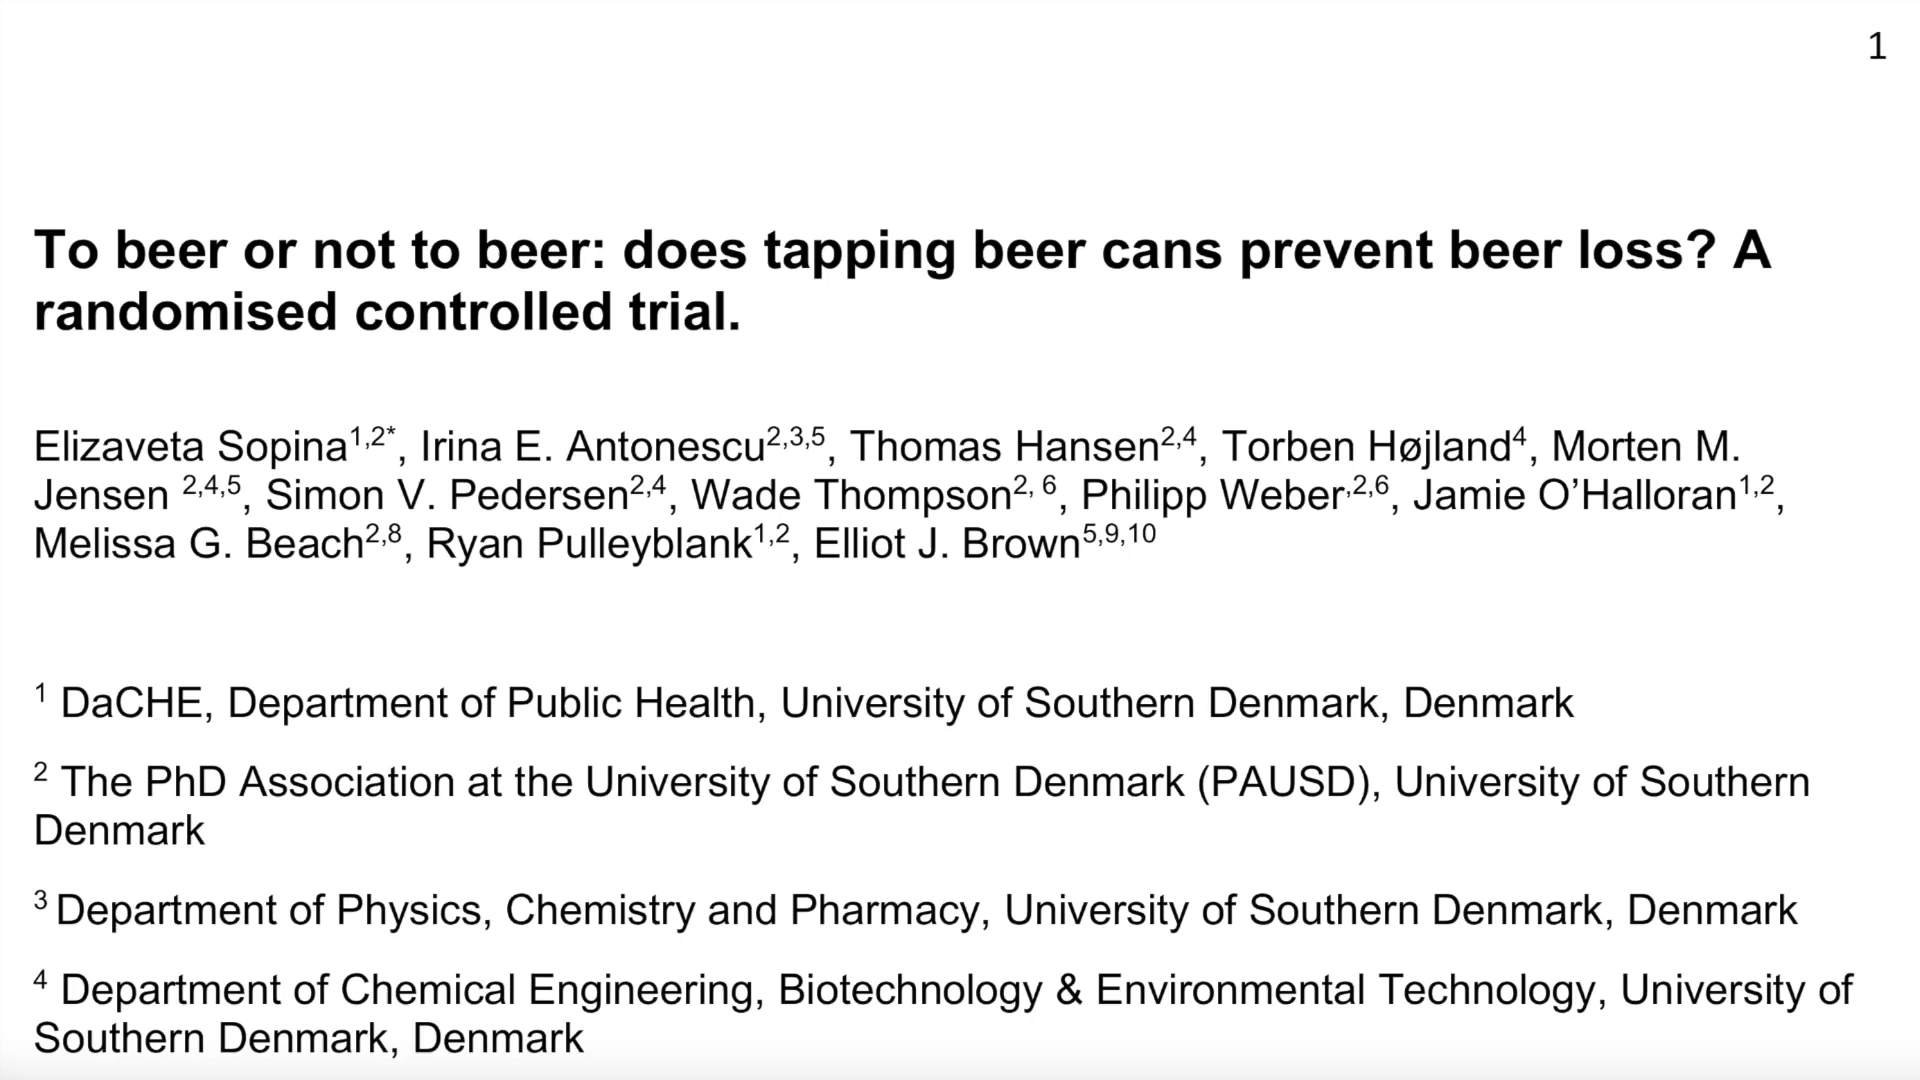 1
To beer or not to beer: does tapping beer cans prevent beer loss? A
randomised controlled trial.
Elizaveta Sopina1,2*, Irina E. Antonescu2,3,5, Thomas Hansen2,4, Torben Højland4, Morten M.
Jensen 2,4,5, Simon V. Pedersen2,4, Wade Thompson2, 6, Philipp Weber,2,6, Jamie O’Halloran1,2,
Melissa G. Beach2,8, Ryan Pulleyblank1,2, Elliot J. Brown5,9,10
1 DaCHE, Department of Public Health, University of Southern Denmark, Denmark
2 The PhD Association at the University of Southern Denmark (PAUSD), University of Southern
Denmark
3 Department of Physics, Chemistry and Pharmacy, University of Southern Denmark, Denmark
4 Department of Chemical Engineering, Biotechnology & Environmental Technology, University of
Southern Denmark, Denmark